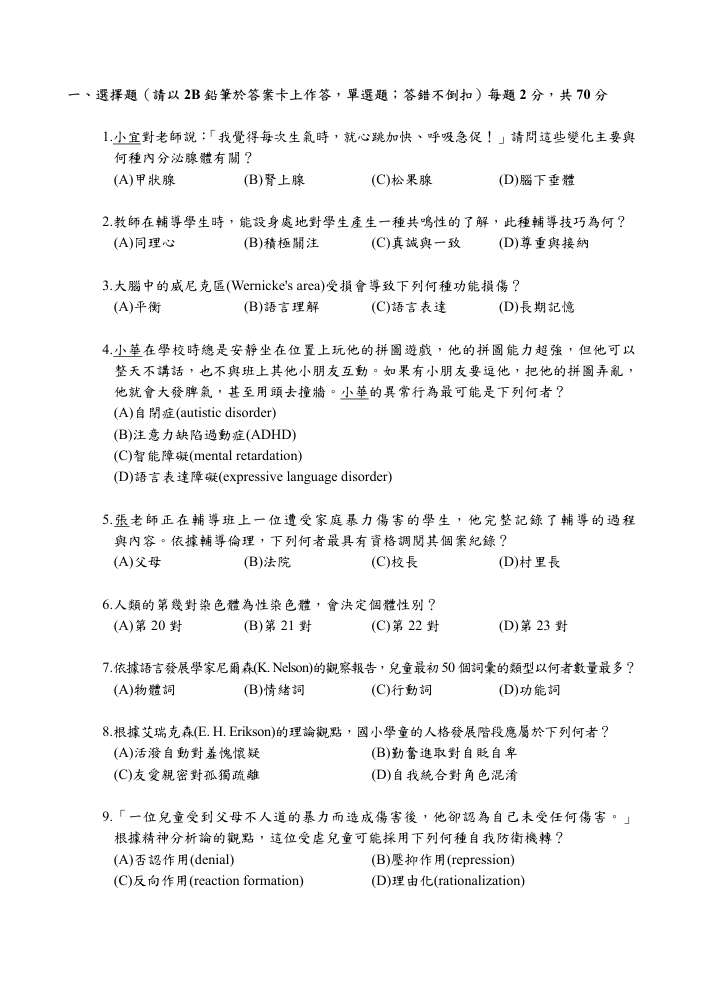 一、選擇題（請以 2B 鉛筆於答案卡上作答，單選題；答錯不倒扣）每題 2 分，共 70 分
1.小宜對老師說：「我覺得每次生氣時，就心跳加快、呼吸急促！」請問這些變化主要與
何種內分泌腺體有關？
(A)甲狀腺 (B)腎上腺 (C)松果腺 (D)腦下垂體
2.教師在輔導學生時，能設身處地對學生產生一種共鳴性的了解，此種輔導技巧為何？
(A)同理心 (B)積極關注 (C)真誠與一致 (D)尊重與接納
3.大腦中的威尼克區(Wernicke's area)受損會導致下列何種功能損傷？
(A)平衡 (B)語言理解 (C)語言表達 (D)長期記憶
4.小華在學校時總是安靜坐在位置上玩他的拼圖遊戲，他的拼圖能力超強，但他可以
整天不講話，也不與班上其他小朋友互動。如果有小朋友要逗他，把他的拼圖弄亂，
他就會大發脾氣，甚至用頭去撞牆。小華的異常行為最可能是下列何者？
(A)自閉症(autistic disorder)
(B)注意力缺陷過動症(ADHD)
(C)智能障礙(mental retardation)
(D)語言表達障礙(expressive language disorder)
5.張老師正在輔導班上一位遭受家庭暴力傷害的學生，他完整記錄了輔導的過程
與內容。依據輔導倫理，下列何者最具有資格調閱其個案紀錄？
(A)父母 (B)法院 (C)校長 (D)村里長
6.人類的第幾對染色體為性染色體，會決定個體性別？
(A)第 20 對 (B)第 21 對 (C)第 22 對 (D)第 23 對
7.依據語言發展學家尼爾森(K. Nelson)的觀察報告，兒童最初 50 個詞彙的類型以何者數量最多？
(A)物體詞 (B)情緒詞 (C)行動詞 (D)功能詞
8.根據艾瑞克森(E. H. Erikson)的理論觀點，國小學童的人格發展階段應屬於下列何者？
(A)活潑自動對羞愧懷疑 (B)勤奮進取對自貶自卑
(C)友愛親密對孤獨疏離 (D)自我統合對角色混淆
9.「一位兒童受到父母不人道的暴力而造成傷害後，他卻認為自己未受任何傷害。」
根據精神分析論的觀點，這位受虐兒童可能採用下列何種自我防衛機轉？
(A)否認作用(denial) (B)壓抑作用(repression)
(C)反向作用(reaction formation) (D)理由化(rationalization)